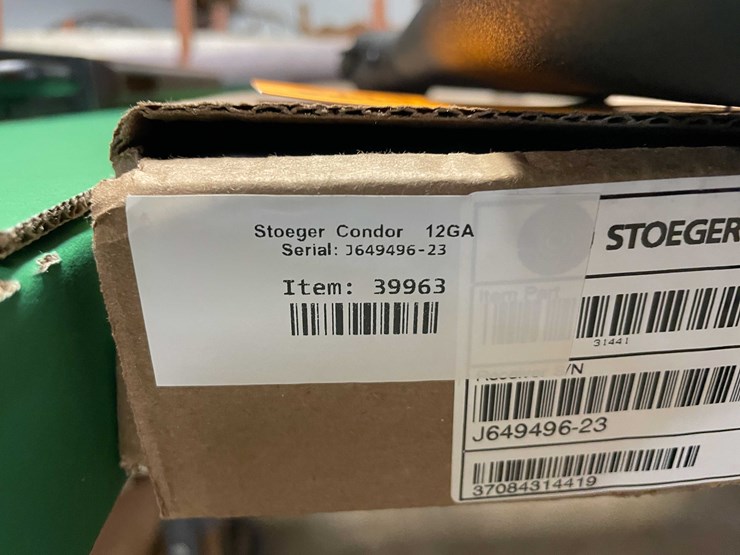 Stoeger Condor 12GA
Serial: J649496-23
Item: 39963
STOEGER
31441
/N
J649496-23
37084314419